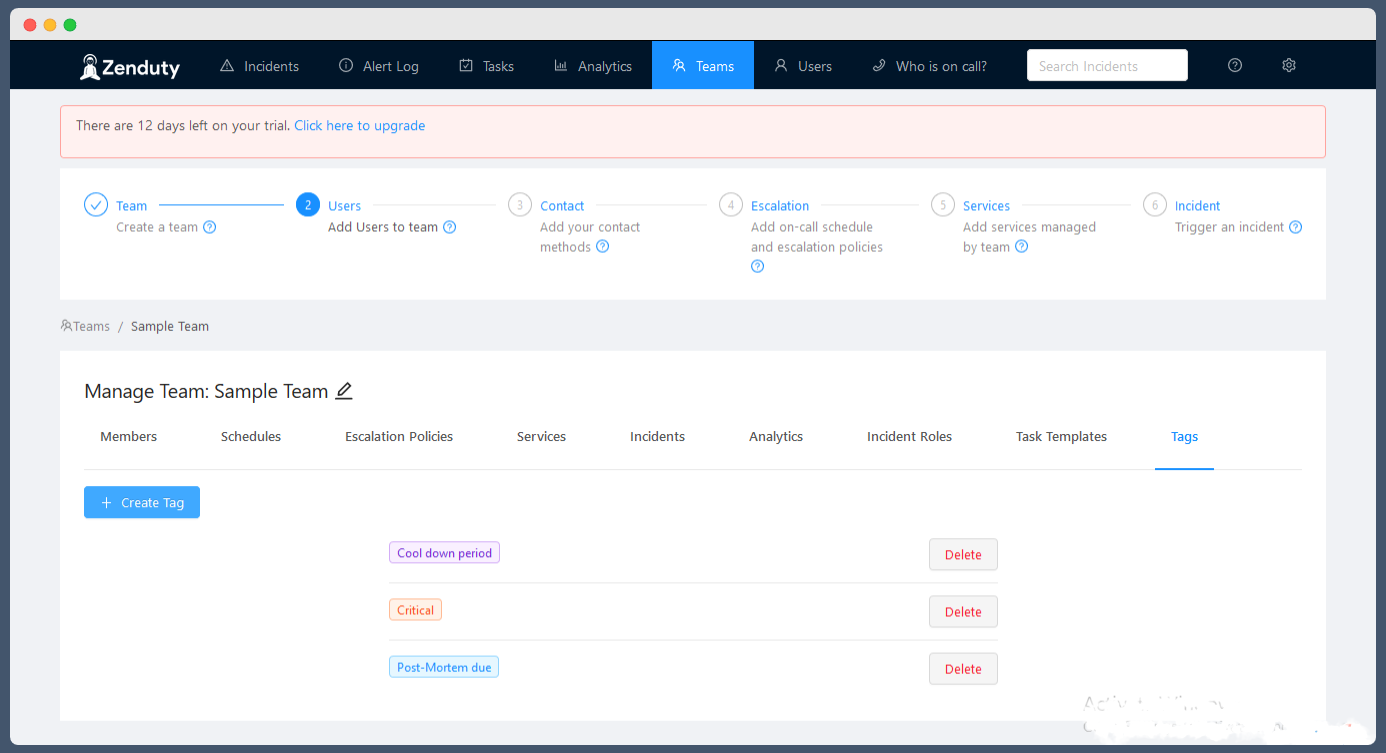 Zenduty Incidents Alert Log Tasks Analytics Teams Users Who is on call? Search Incidents
There are 12 days left on your trial. Click here to upgrade
Team 2 Users 3 Contact 4 Escalation 5 Services 6 Incident
Create a team Add Users to team Add your contact Add on-call schedule Add services managed Trigger an incident
methods and escalation policies by team
Teams / Sample Team
Manage Team: Sample Team
Members Schedules Escalation Policies Services Incidents Analytics Incident Roles Task Templates Tags
+ Create Tag
Cool down period Delete
Critical Delete
Post-Mortem due Delete